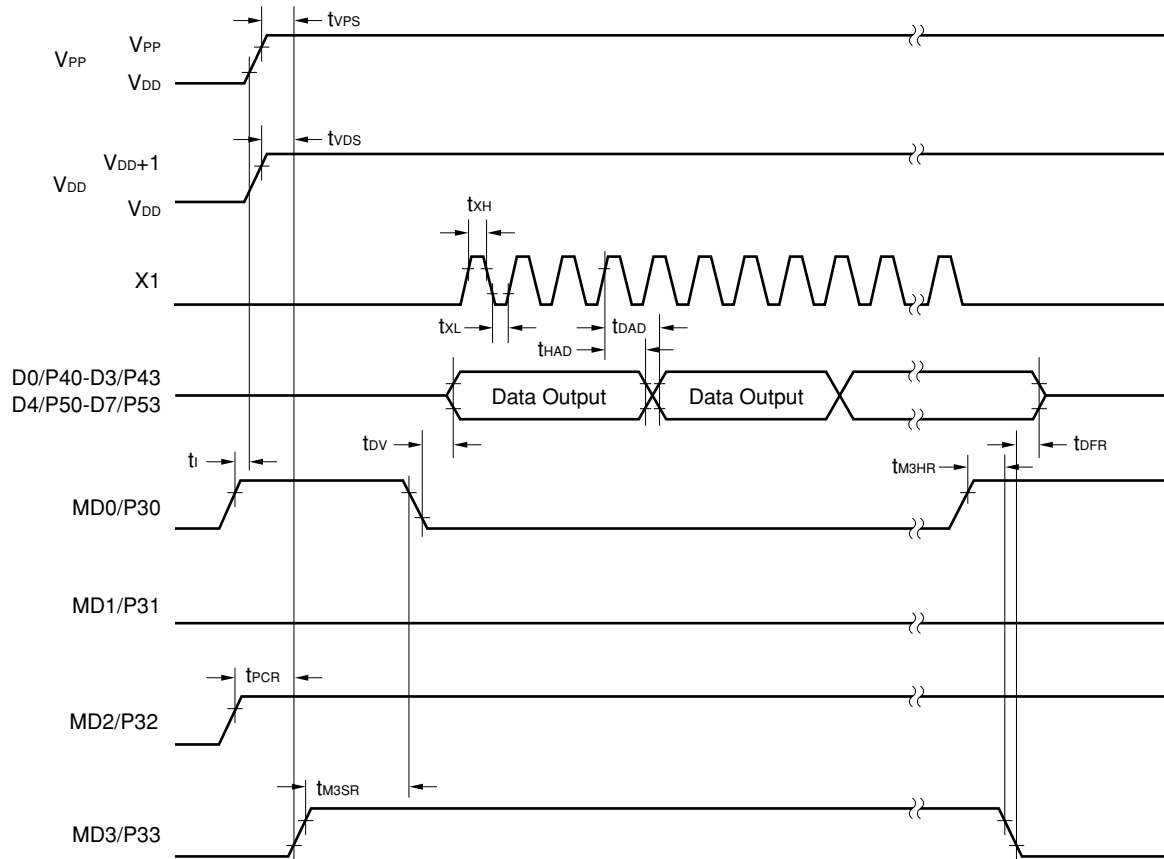 tVPS
VPP
VPP
VDD
tVDS
VDD+1
VDD
VDD
tXH
X1
tXL
tDAD
tHAD
D0/P40-D3/P43
D4/P50-D7/P53
Data Output
Data Output
tDV
tDFR
tI
tM3HR
MD0/P30
MD1/P31
tPCR
MD2/P32
tM3SR
MD3/P33